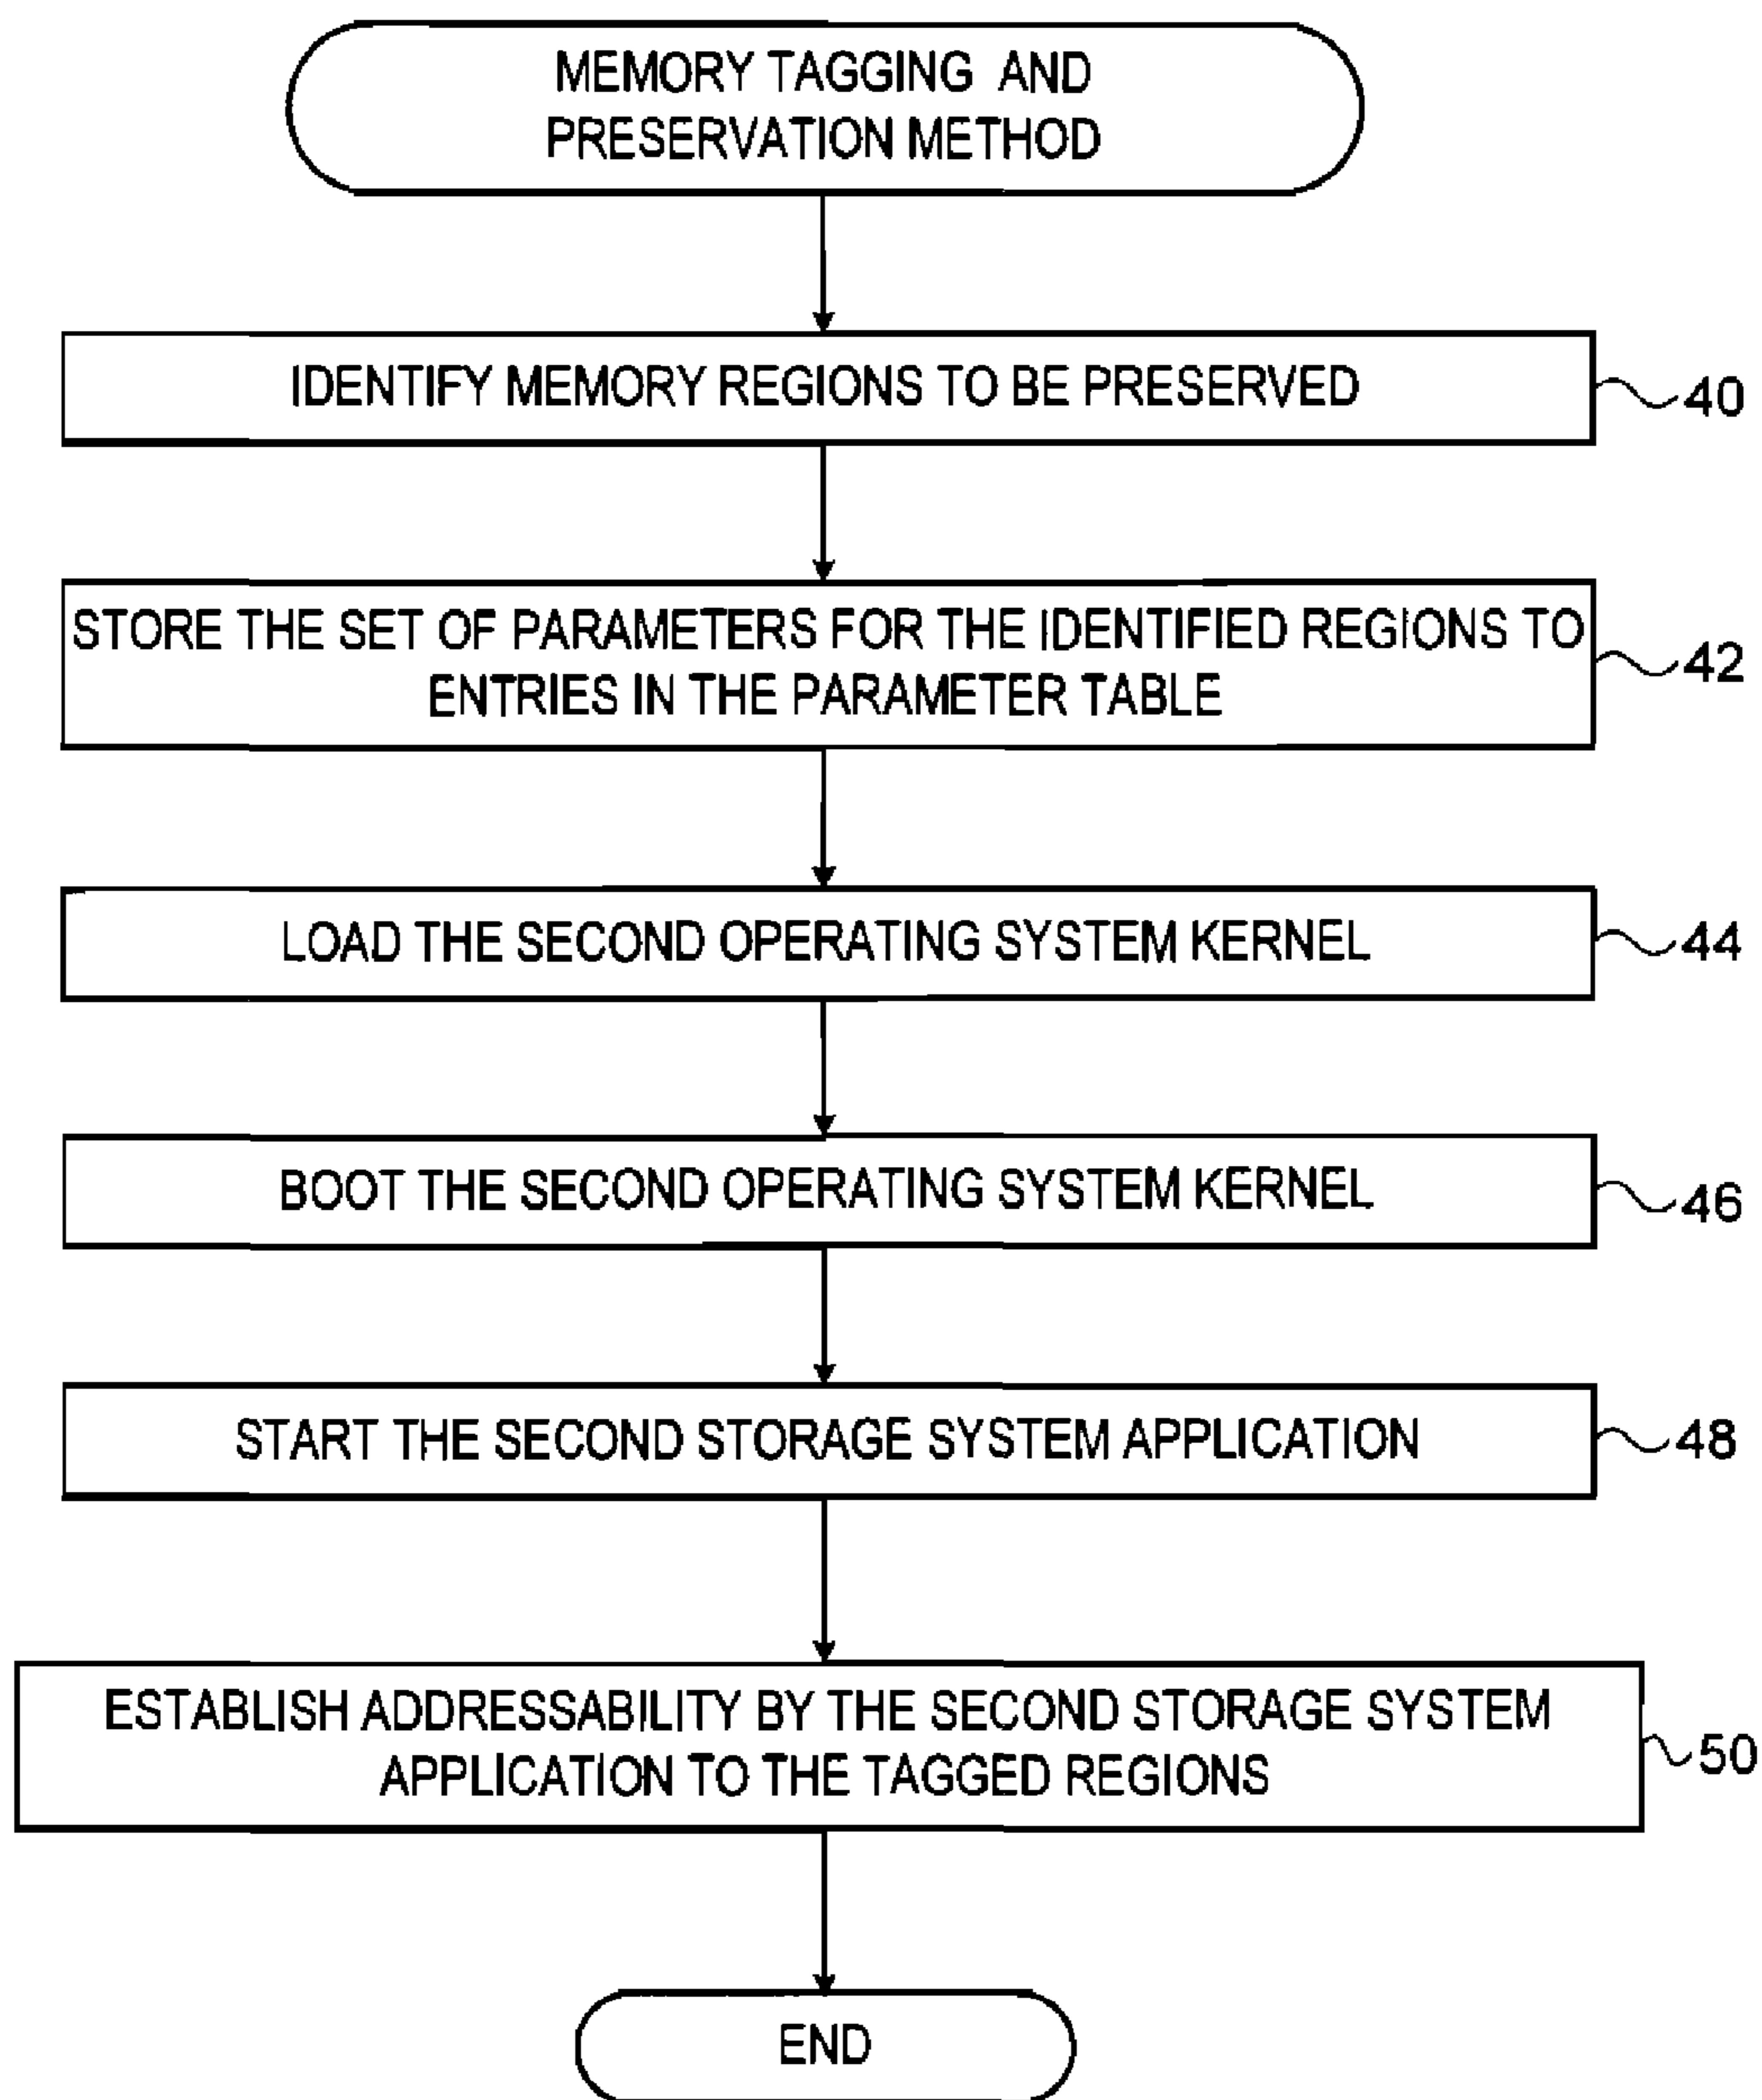 MEMORY TAGGING AND
PRESERVATION METHOD
IDENTIFY MEMORY REGIONS TO BE PRESERVED
40
STORE THE SET OF PARAMETERS FOR THE IDENTIFIED REGIONS TO
ENTRIES IN THE PARAMETER TABLE
42
LOAD THE SECOND OPERATING SYSTEM KERNEL
44
BOOT THE SECOND OPERATING SYSTEM KERNEL
46
START THE SECOND STORAGE SYSTEM APPLICATION
48
ESTABLISH ADDRESSABILITY BY THE SECOND STORAGE SYSTEM
APPLICATION TO THE TAGGED REGIONS
50
END